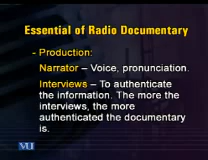 Essential of Radio Documentary
- Production:
Narrator – Voice, pronunciation.
Interviews – To authenticate
the information. The more the
interviews, the more
authenticated the documentary
is.
VU